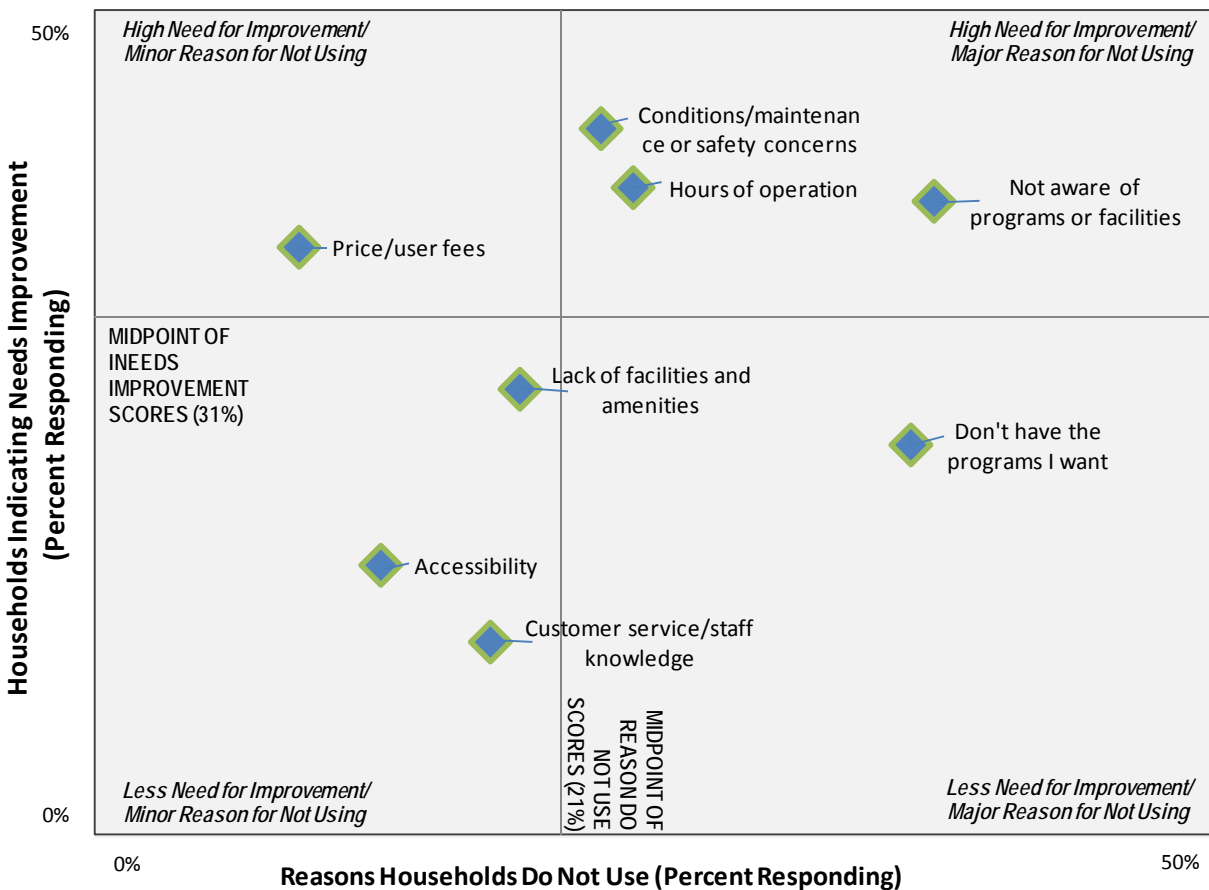 50%
High Need for Improvement/
Minor Reason for Not Using
High Need for Improvement/
Major Reason for Not Using
Conditions/maintenan
ce or safety concerns
Hours of operation
Not aware of
programs or facilities
Price/user fees
Households Indicating Needs Improvement
(Percent Responding)
MIDPOINT OF
INEEDS
IMPROVEMENT
SCORES (31%)
Lack of facilities and
amenities
Don't have the
programs I want
Accessibility
Customer service/staff
knowledge
MIDPOINT OF
REASON DO
NOT USE
SCORES (21%)
Less Need for Improvement/
Minor Reason for Not Using
Less Need for Improvement/
Major Reason for Not Using
0%
0%
50%
Reasons Households Do Not Use (Percent Responding)